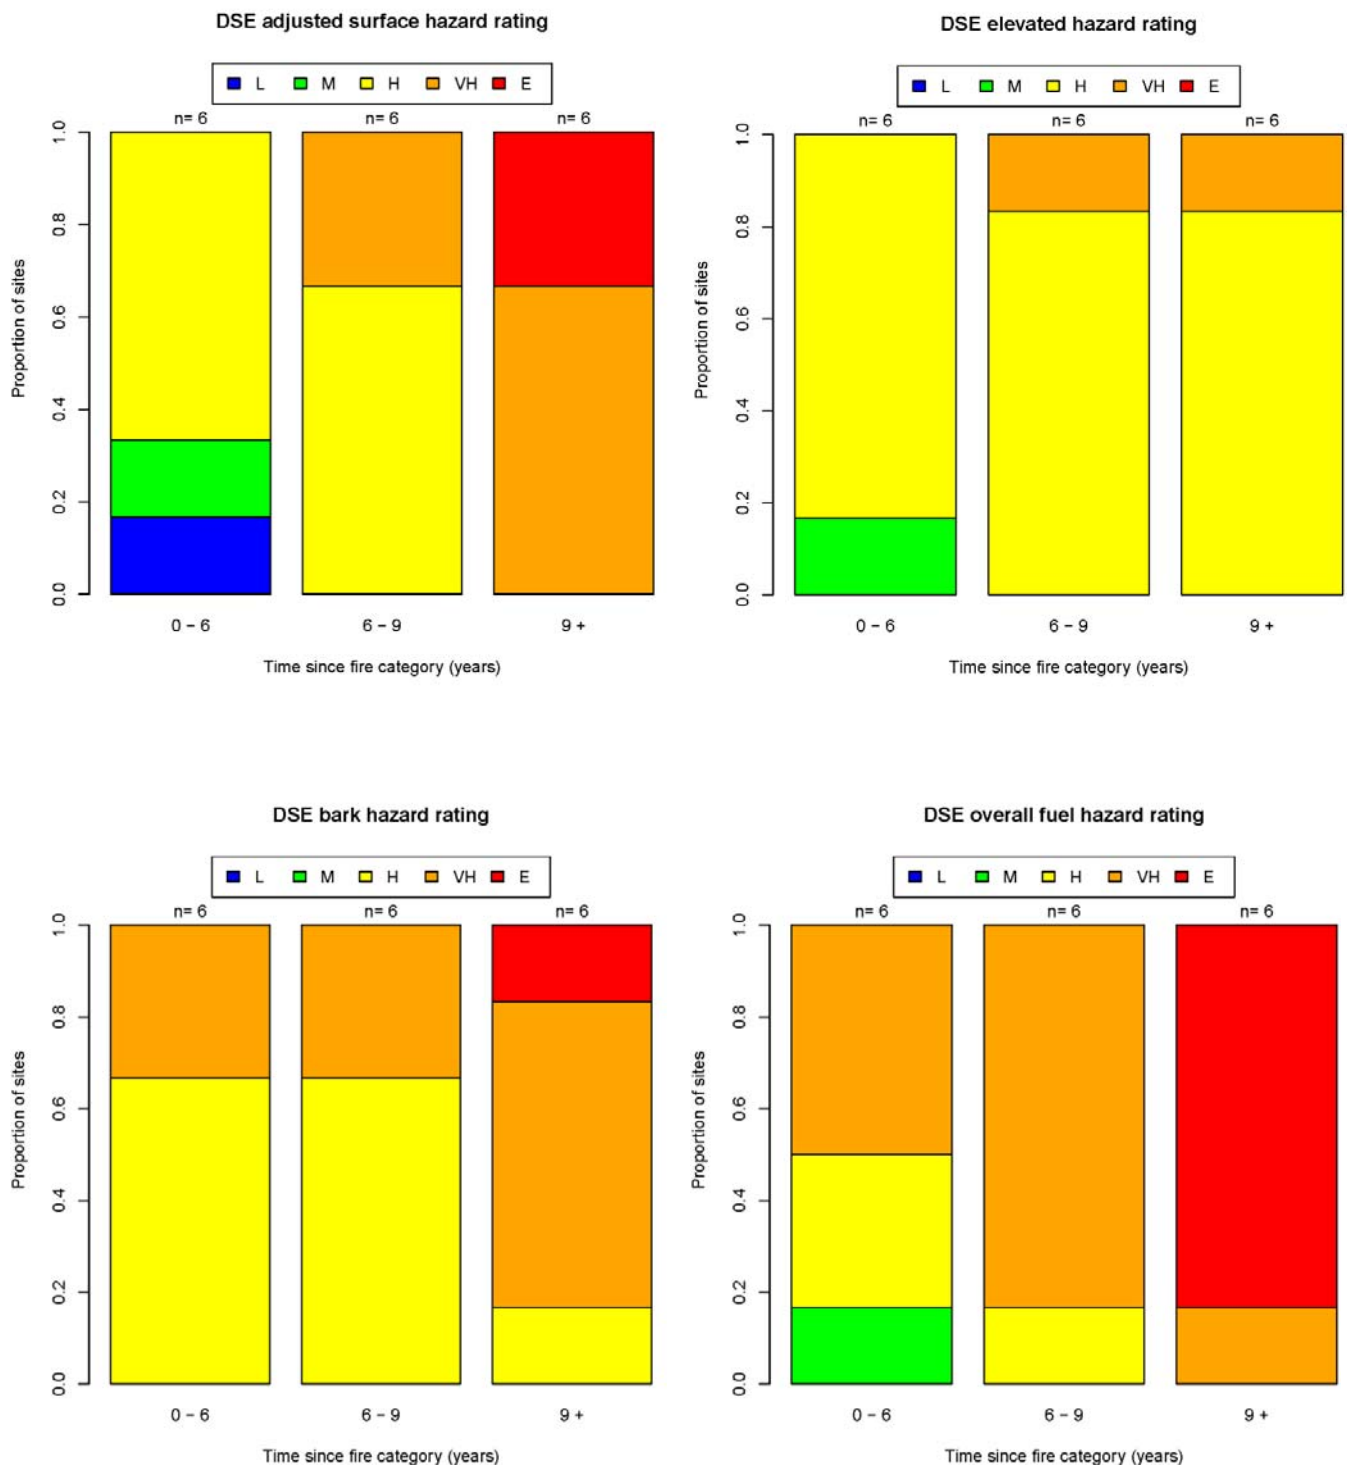 DSE adjusted surface hazard rating
L M H VH E
n= 6 n= 6 n= 6
1.0
0.8
0.6
0.4
0.2
0.0
Proportion of sites
0 – 6 6 – 9 9 +
Time since fire category (years)
DSE elevated hazard rating
L M H VH E
n= 6 n= 6 n= 6
1.0
0.8
0.6
0.4
0.2
0.0
Proportion of sites
0 – 6 6 – 9 9 +
Time since fire category (years)
DSE bark hazard rating
L M H VH E
n= 6 n= 6 n= 6
1.0
0.8
0.6
0.4
0.2
0.0
Proportion of sites
0 – 6 6 – 9 9 +
Time since fire category (years)
DSE overall fuel hazard rating
L M H VH E
n= 6 n= 6 n= 6
1.0
0.8
0.6
0.4
0.2
0.0
Proportion of sites
0 – 6 6 – 9 9 +
Time since fire category (years)